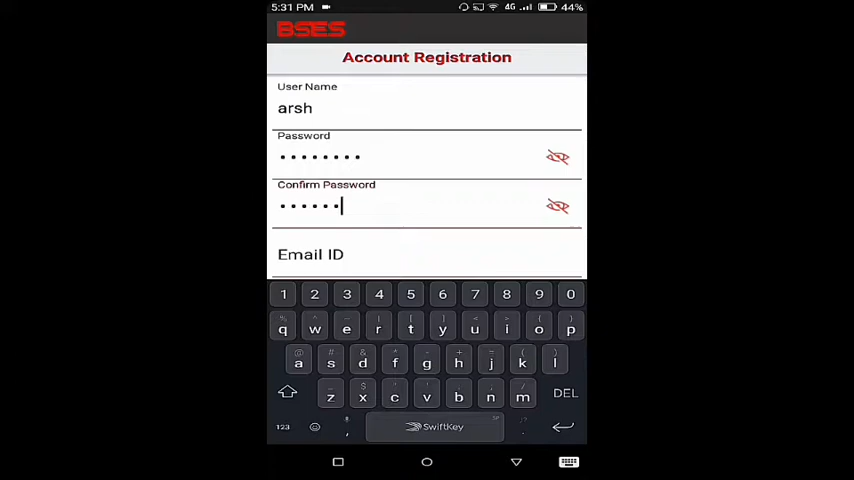 5:31 PM 4G 44%
BSES
Account Registration
User Name
arsh
Password
••••••••
Confirm Password
••••••
Email ID
1 2 3 4 5 6 7 8 9 0
q w e r t y u i o p
a s d f g h j k l
z x c v b n m DEL
123 , SwiftKey .